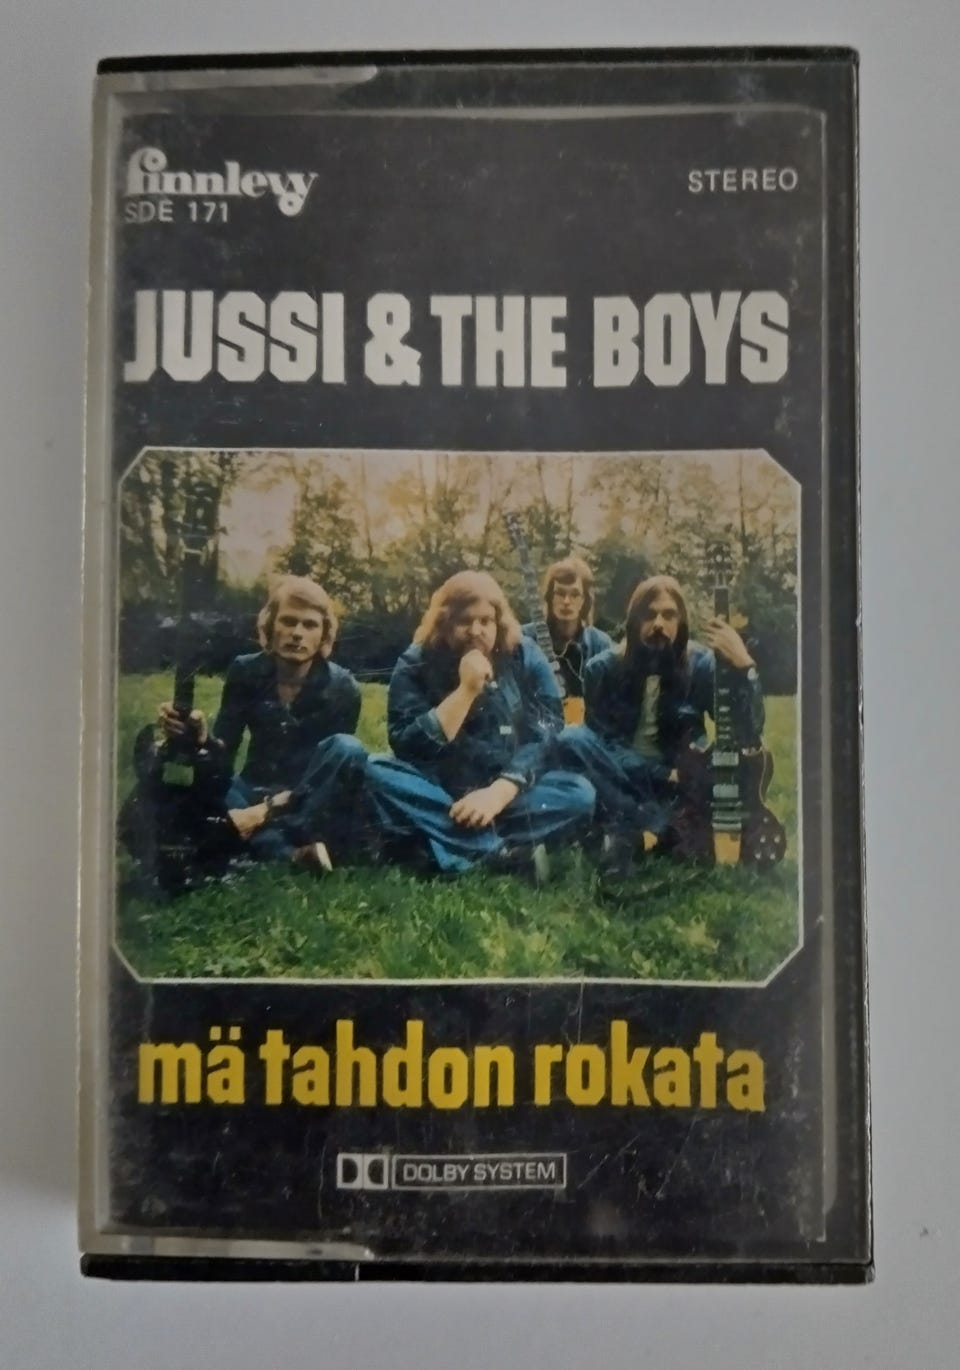 finnlevy
SDE 171
STEREO
JUSSI & THE BOYS
mä tahdon rokata
DOLBY SYSTEM